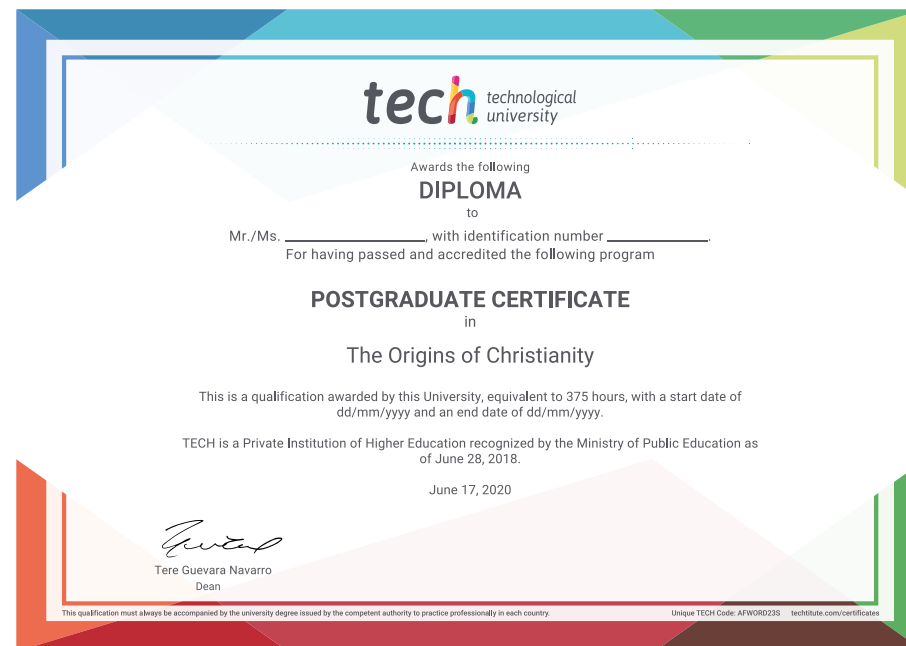 tech technological university
Awards the following
DIPLOMA
to
Mr./Ms. ____________________, with identification number ______________.
For having passed and accredited the following program
POSTGRADUATE CERTIFICATE
in
The Origins of Christianity
This is a qualification awarded by this University, equivalent to 375 hours, with a start date of
dd/mm/yyyy and an end date of dd/mm/yyyy.
TECH is a Private Institution of Higher Education recognized by the Ministry of Public Education as
of June 28, 2018.
June 17, 2020
Tere Guevara Navarro
Dean
This qualification must always be accompanied by the university degree issued by the competent authority to practice professionally in each country.
Unique TECH Code: AFWORD23S techtitute.com/certificates